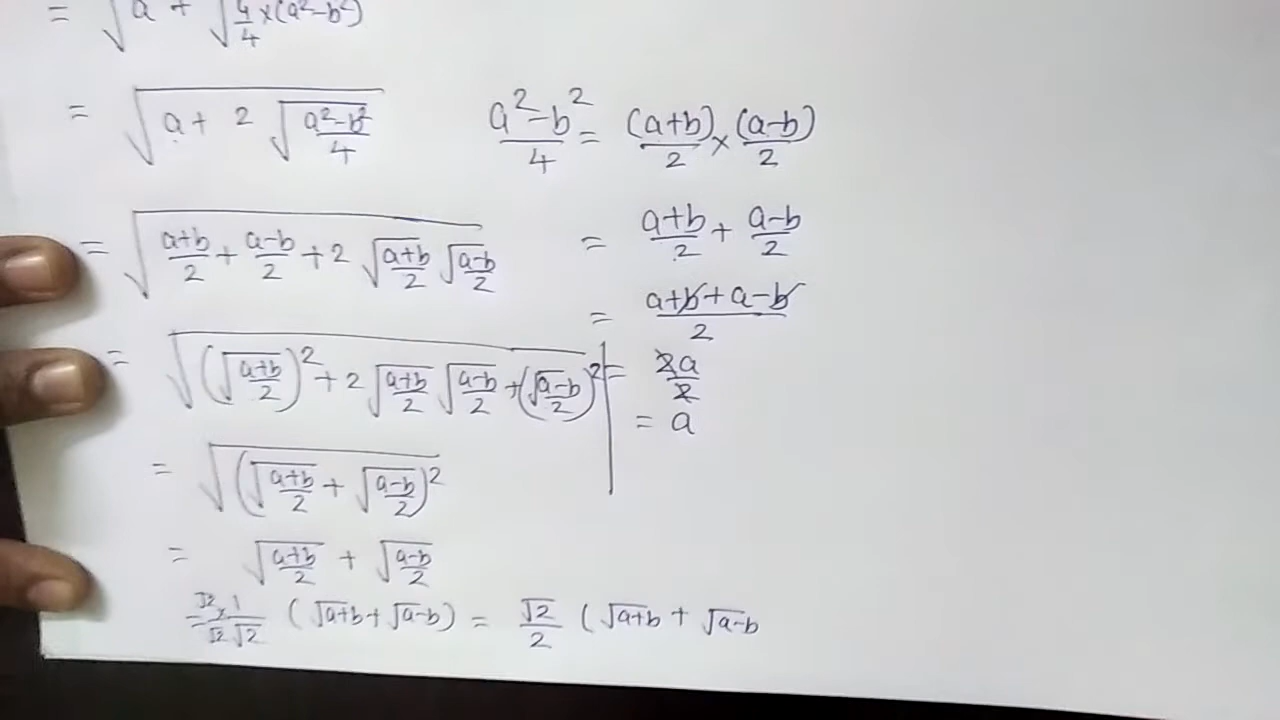 = √(a + √(4/4 ×(a²–b²)
= √(a + 2 √((a²–b²)/4))
(a²–b²)/4 = (a+b)/2 × (a–b)/2
= √((a+b)/2 + (a–b)/2 + 2 √((a+b)/2) √((a–b)/2))
= (a+b)/2 + (a–b)/2
= (a+b+a–b)/2
= √((√((a+b)/2))² + 2 √((a+b)/2) √((a–b)/2) + (√((a–b)/2))²)
= 2a/2
= a
= √((√((a+b)/2) + √((a–b)/2))²)
= √((a+b)/2) + √((a–b)/2)
= √2/√2 × 1/√2 (√(a+b) + √(a–b)) = √2/2 (√(a+b) + √(a–b)